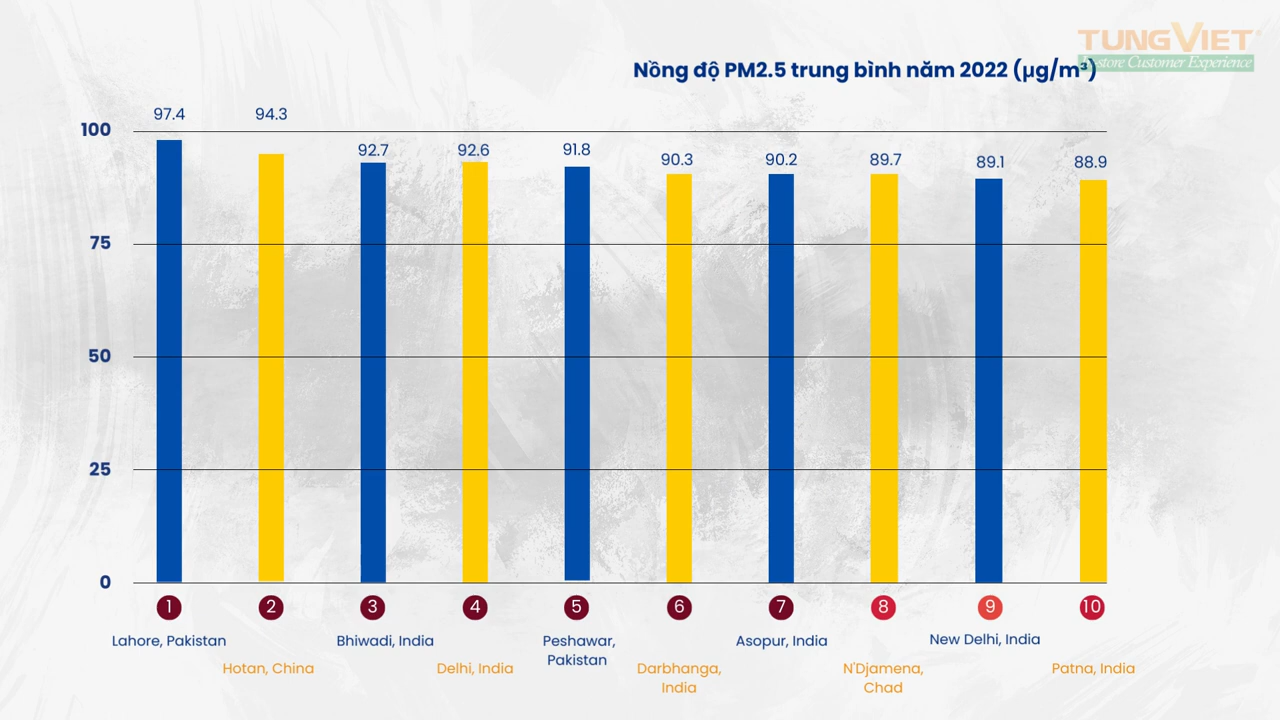 TUNGVIET
Restore Customer Experience
Nồng độ PM2.5 trung bình năm 2022 (µg/m³)
97.4
94.3
92.7
92.6
91.8
90.3
90.2
89.7
89.1
88.9
100
75
50
25
0
1
2
3
4
5
6
7
8
9
10
Lahore, Pakistan
Hotan, China
Bhiwadi, India
Delhi, India
Peshawar,
Pakistan
Darbhanga,
India
Asopur, India
N'Djamena,
Chad
New Delhi, India
Patna, India